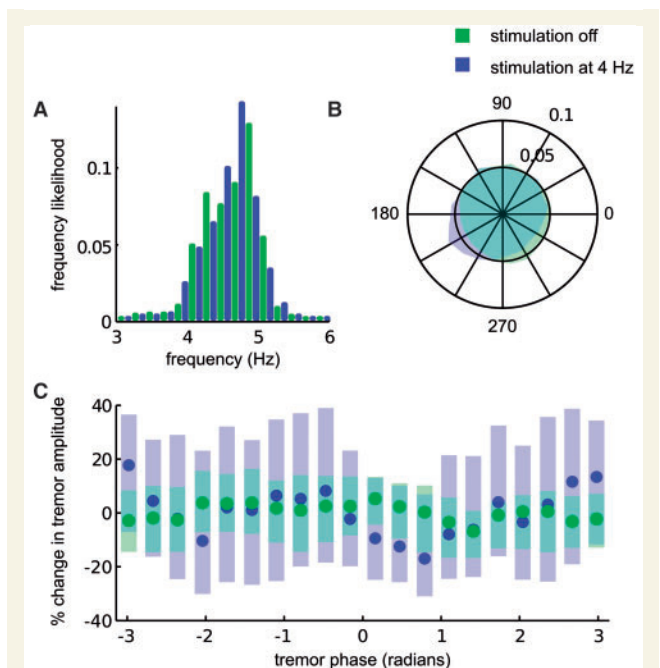 stimulation off
stimulation at 4 Hz
A
frequency likelihood
0.1
0.05
0
3 4 5 6
frequency (Hz)
B
90
0.1
0.05
180
0
270
C
% change in tremor amplitude
40
20
0
-20
-40
-3 -2 -1 0 1 2 3
tremor phase (radians)